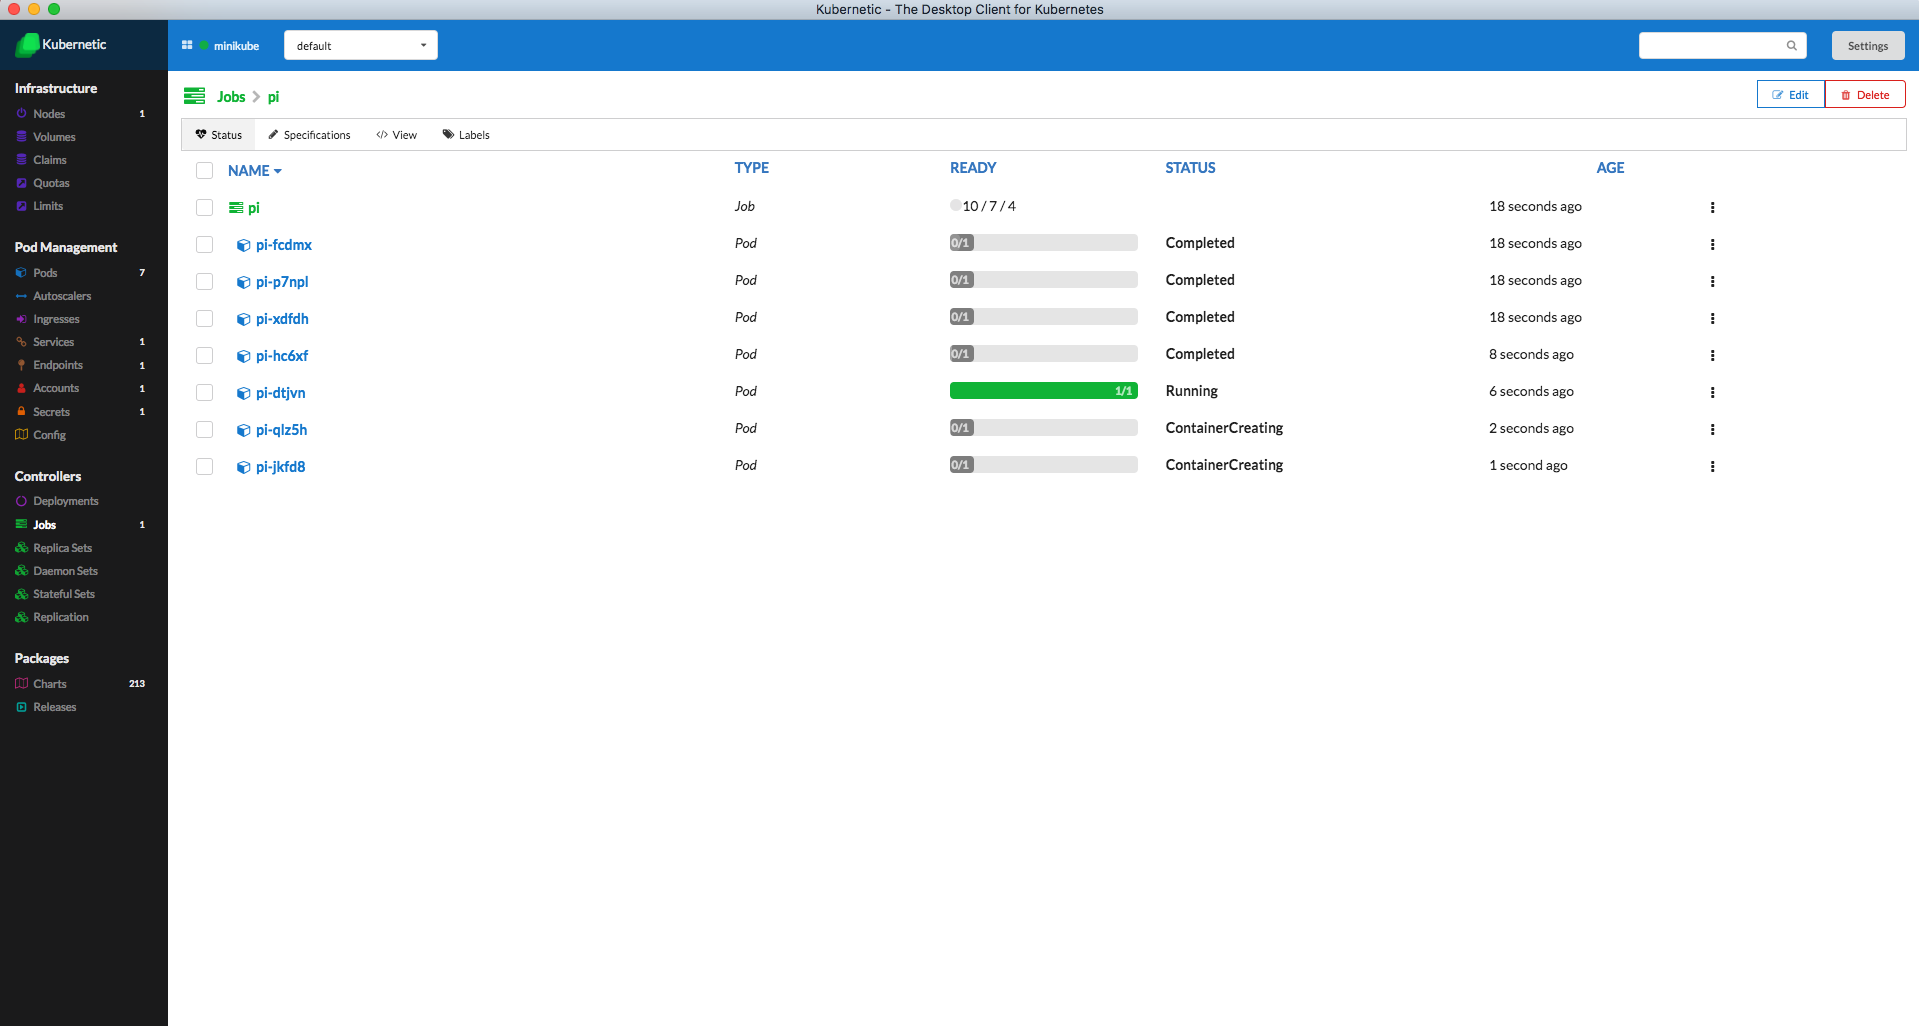 Kubernetic - The Desktop Client for Kubernetes
Kubernetic
minikube
default
Settings
Infrastructure
Nodes 1
Volumes
Claims
Quotas
Limits
Pod Management
Pods 7
Autoscalers
Ingresses
Services 1
Endpoints 1
Accounts 1
Secrets 1
Config
Controllers
Deployments
Jobs 1
Replica Sets
Daemon Sets
Stateful Sets
Replication
Packages
Charts 213
Releases
Jobs pi
Edit Delete
Status Specifications View Labels
NAME TYPE READY STATUS AGE
pi Job 10 / 7 / 4 18 seconds ago
pi-fcdmx Pod 0/1 Completed 18 seconds ago
pi-p7npl Pod 0/1 Completed 18 seconds ago
pi-xdfdh Pod 0/1 Completed 18 seconds ago
pi-hc6xf Pod 0/1 Completed 8 seconds ago
pi-dtjvn Pod 1/1 Running 6 seconds ago
pi-qlz5h Pod 0/1 ContainerCreating 2 seconds ago
pi-jkfd8 Pod 0/1 ContainerCreating 1 second ago